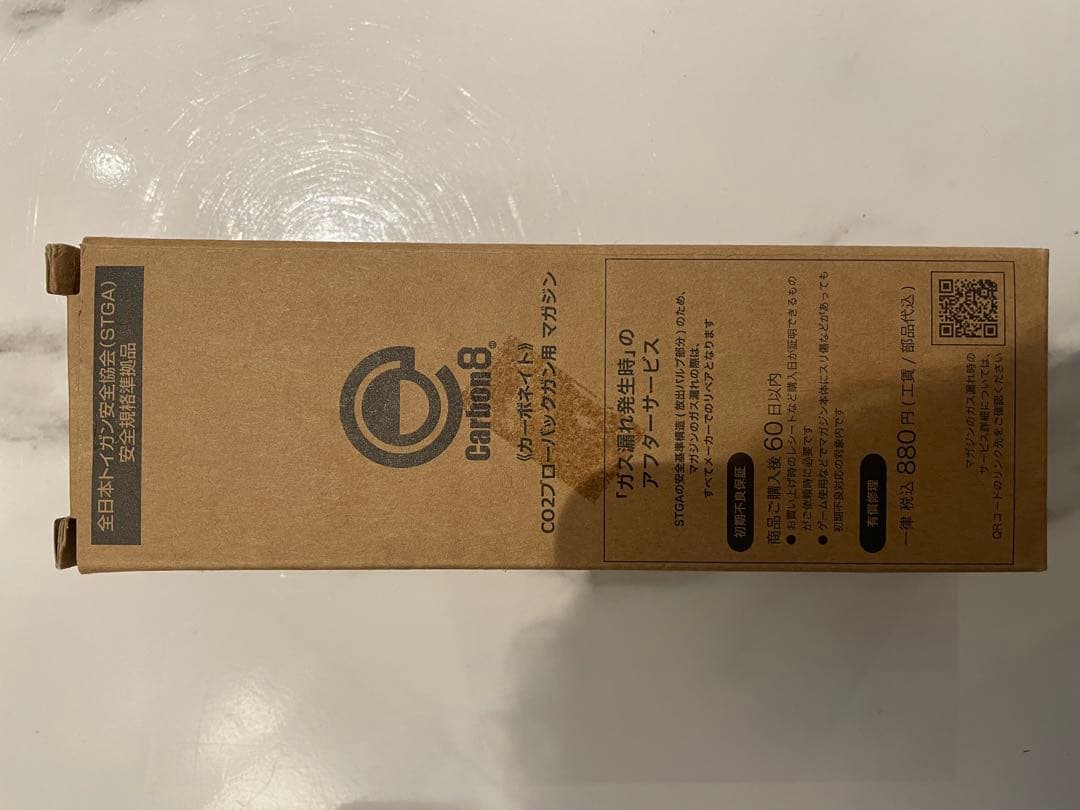 全日本トイガン安全協会(STGA)
安全規格準拠品
Carbon8®
《カーボネイト》
CO2ブローバックガン用 マガジン
「ガス漏れ発生時」の
アフターサービス
STGAの安全基準構造(放出バルブ部分)のため、
マガジンのガス漏れの際は、
すべてメーカーでのリペアとなります
初期不良保証
商品ご購入後 60日以内
● お買い上げ時のレシートなど購入日が証明できるもの
がご依頼時に必要です
● ゲーム使用などでマガジン本体にスリ傷などがあっても
初期不良対応の対象内です
有償修理
一律 税込 880円(工賃/部品代込)
マガジンのガス漏れ時の
サービス詳細については、
QRコードのリンク先をご確認ください